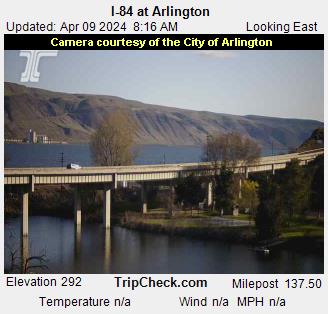 I-84 at Arlington
Updated: Apr 09 2024 8:16 AM Looking East
Camera courtesy of the City of Arlington
Elevation 292 TripCheck.com Milepost 137.50
Temperature n/a Wind n/a MPH n/a